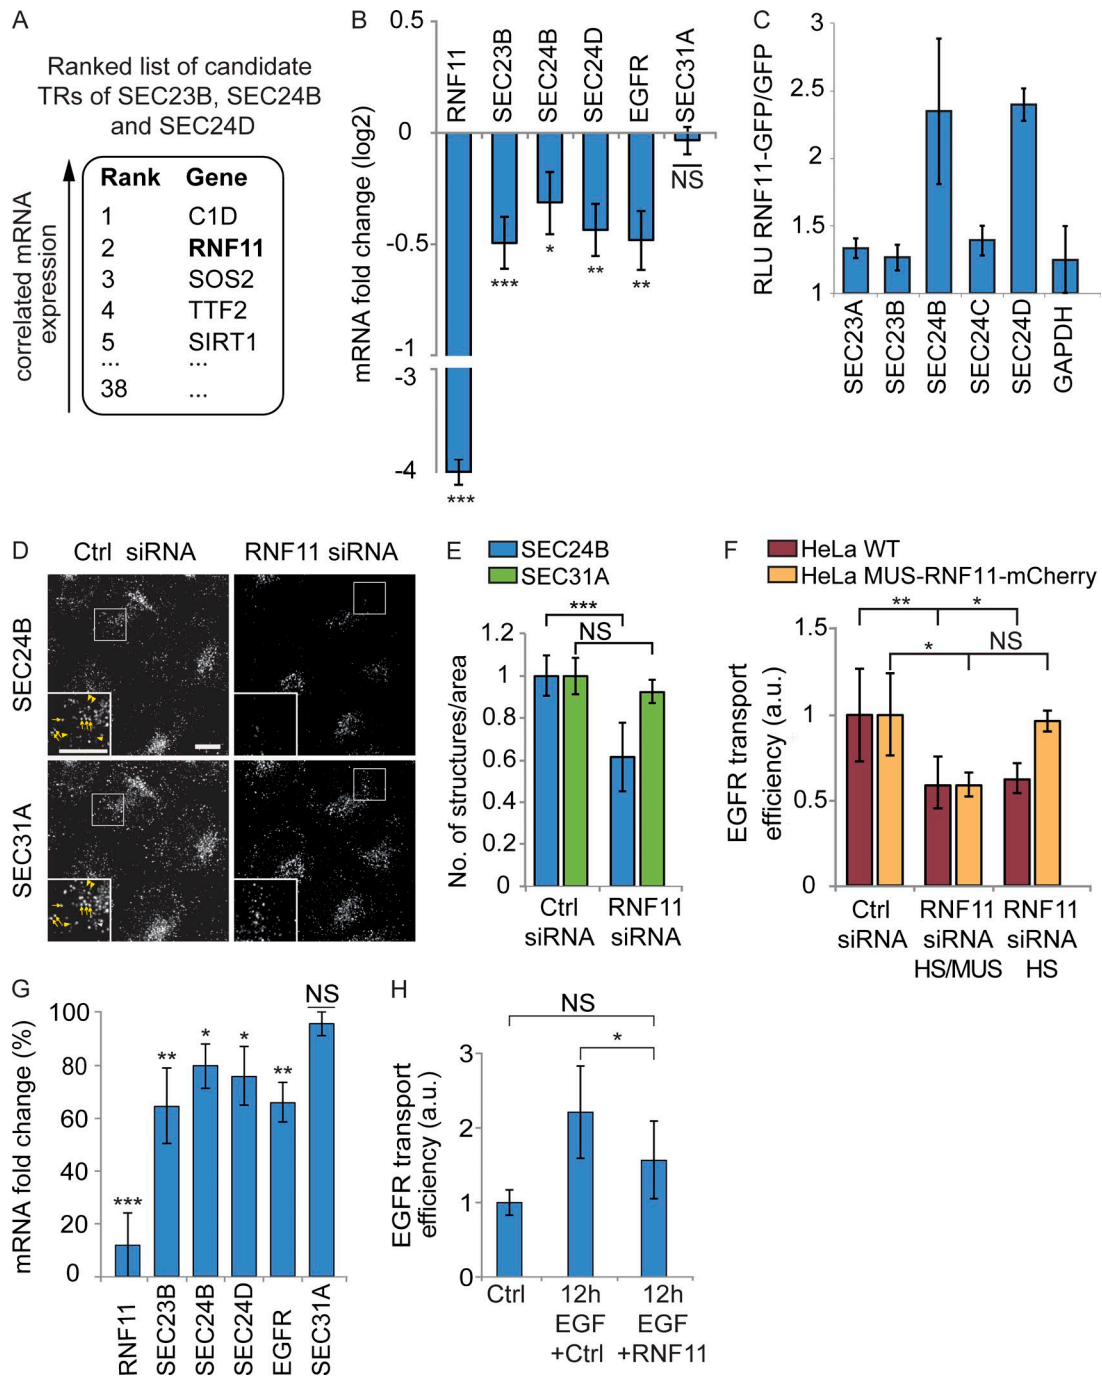 A
Ranked list of candidate
TRs of SEC23B, SEC24B
and SEC24D
correlated mRNA
expression
Rank Gene
1 C1D
2 RNF11
3 SOS2
4 TTF2
5 SIRT1
... ...
38 ...
B
mRNA fold change (log2)
0.5
0
-0.5
-1
-3
-4
RNF11
SEC23B
SEC24B
SEC24D
EGFR
SEC31A
***
***
*
**
**
NS
C
RLU RNF11-GFP/GFP
3
2.5
2
1.5
1
SEC23A
SEC23B
SEC24B
SEC24C
SEC24D
GAPDH
D
Ctrl siRNA
RNF11 siRNA
SEC24B
SEC31A
E
SEC24B
SEC31A
No. of structures/area
1.2
1
0.8
0.6
0.4
0.2
0
***
NS
Ctrl
siRNA
RNF11
siRNA
F
HeLa WT
HeLa MUS-RNF11-mCherry
EGFR transport
efficiency (a.u.)
1.5
1
0.5
0
** *
* NS
Ctrl
siRNA
RNF11
siRNA
HS/MUS
RNF11
siRNA
HS
G
mRNA fold change (%)
100
80
60
40
20
0
***
**
*
*
**
NS
RNF11
SEC23B
SEC24B
SEC24D
EGFR
SEC31A
H
EGFR transport
efficiency (a.u.)
3
2
1
0
NS
*
Ctrl
12h
EGF
+Ctrl
12h
EGF
+RNF11